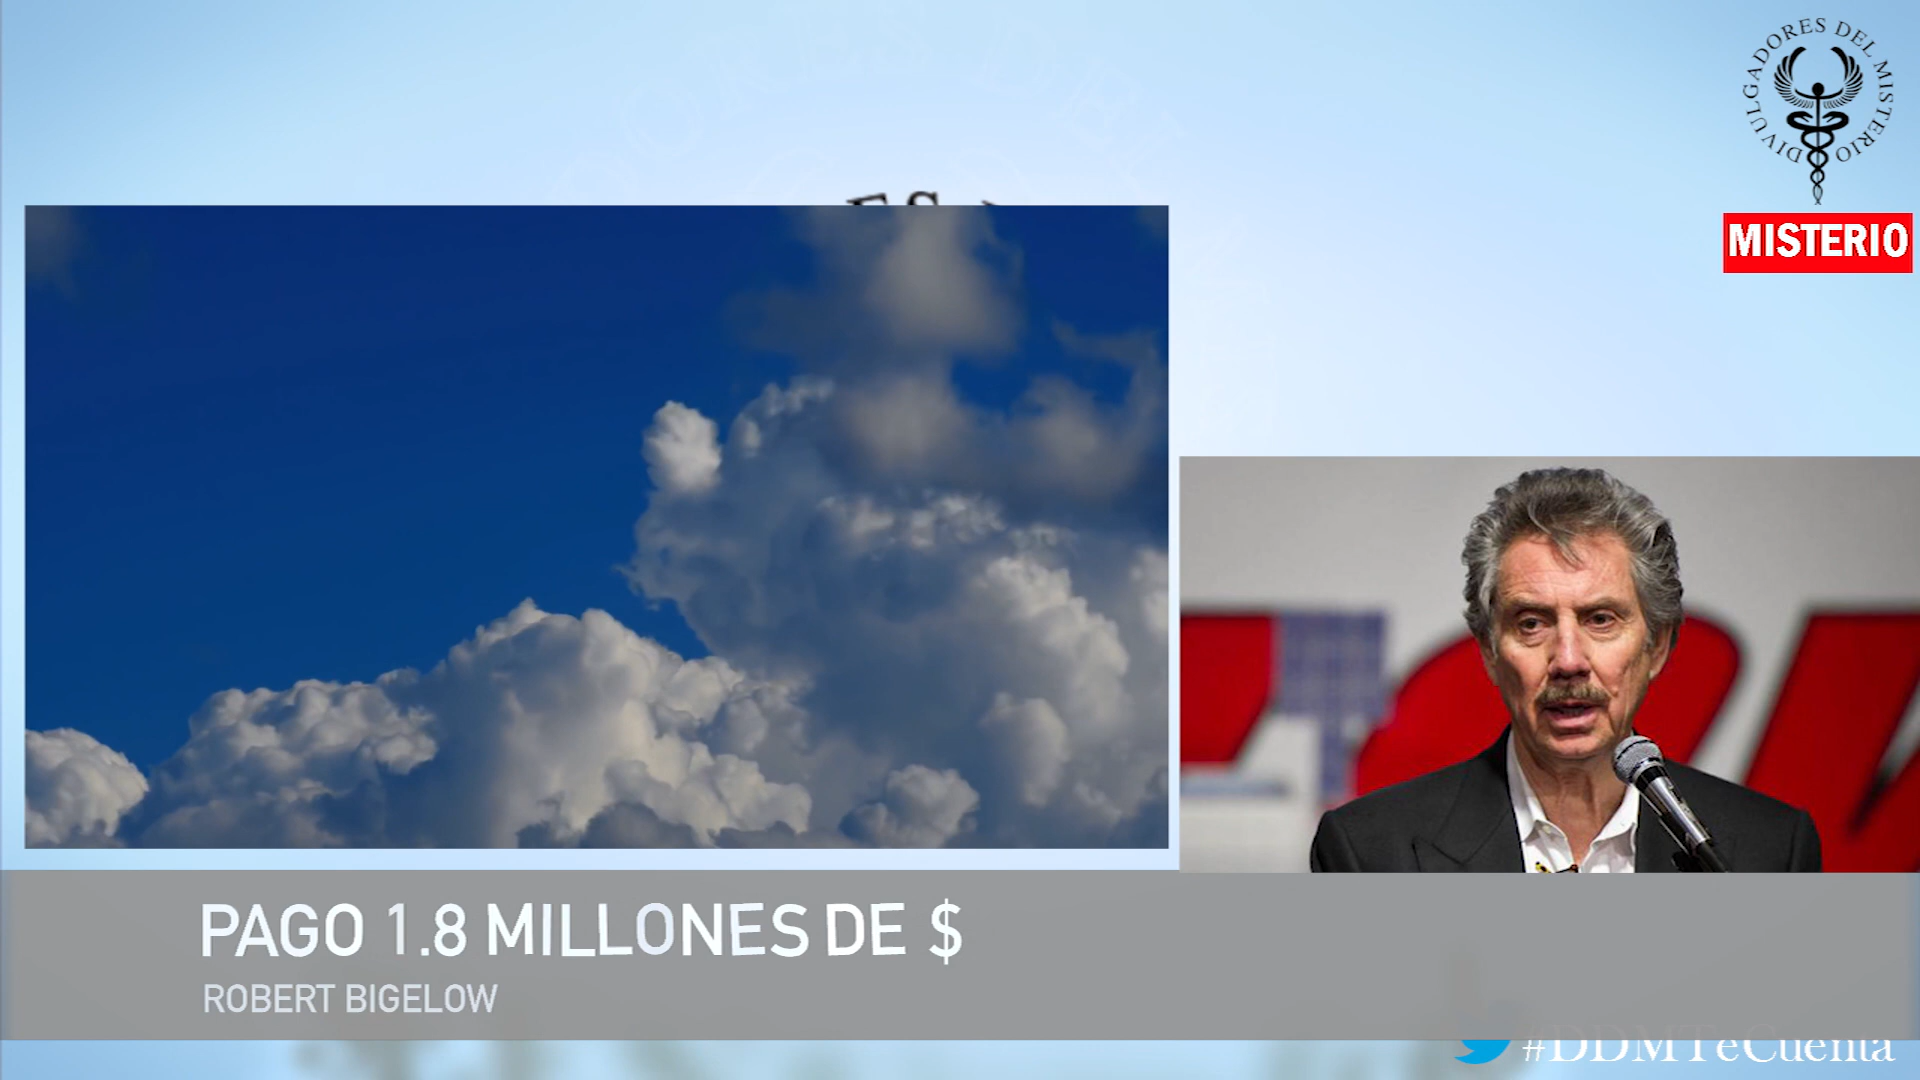 DIVULGADORES DEL MISTERIO
MISTERIO
PAGO 1.8 MILLONES DE $
ROBERT BIGELOW
#DDMTeCuenta